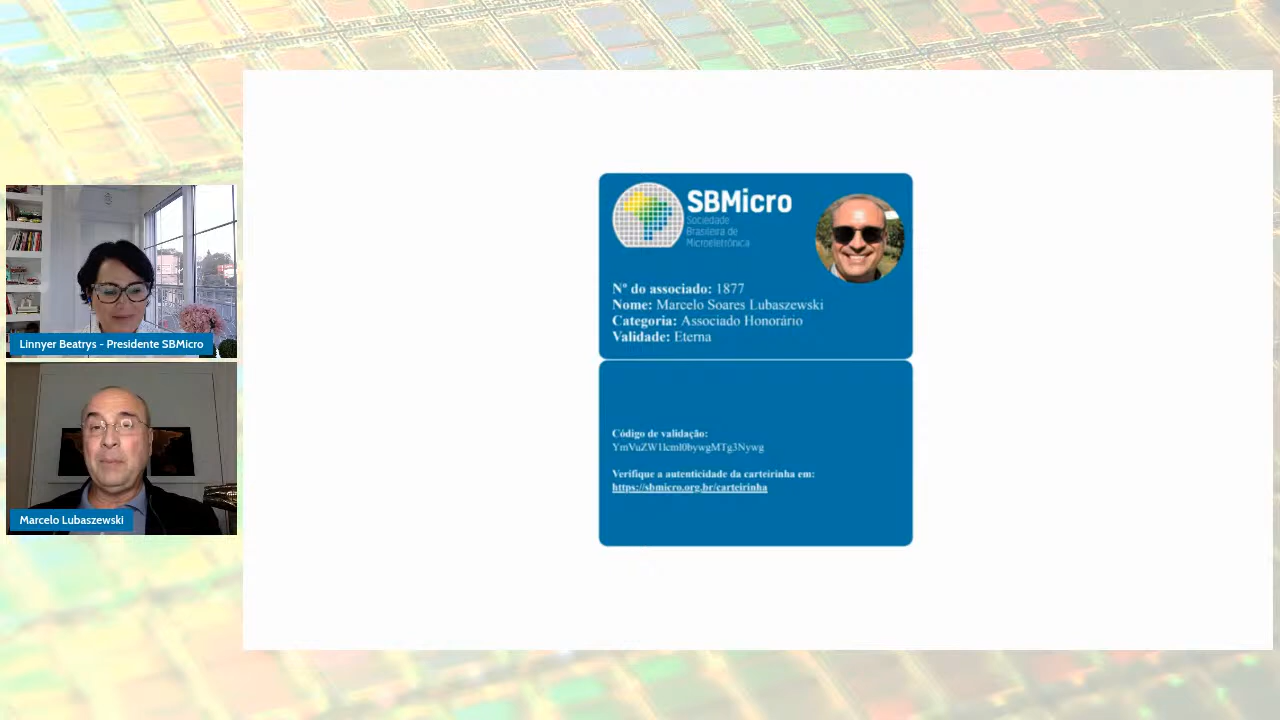 SBMicro
Sociedade
Brasileira de
Microeletrônica
Nº do associado: 1877
Nome: Marcelo Soares Lubaszewski
Categoria: Associado Honorário
Validade: Eterna
Código de validação:
YmVuZW1lcml0bywgMTg3Nywg
Verifique a autenticidade da carteirinha em:
https://sbmicro.org.br/carteirinha
Linnyer Beatrys - Presidente SBMicro
Marcelo Lubaszewski